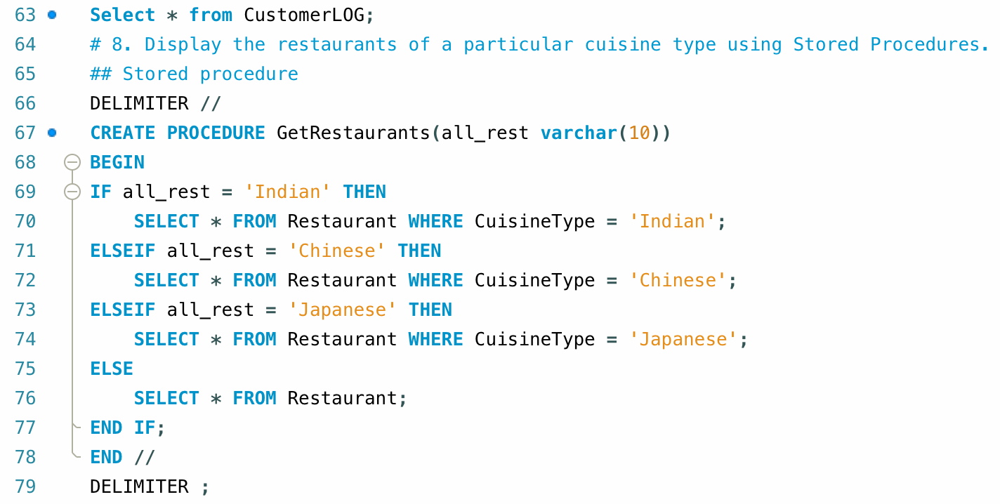 63 Select * from CustomerLOG;
64 # 8. Display the restaurants of a particular cuisine type using Stored Procedures.
65 ## Stored procedure
66 DELIMITER //
67 CREATE PROCEDURE GetRestaurants(all_rest varchar(10))
68 BEGIN
69 IF all_rest = 'Indian' THEN
70     SELECT * FROM Restaurant WHERE CuisineType = 'Indian';
71 ELSEIF all_rest = 'Chinese' THEN
72     SELECT * FROM Restaurant WHERE CuisineType = 'Chinese';
73 ELSEIF all_rest = 'Japanese' THEN
74     SELECT * FROM Restaurant WHERE CuisineType = 'Japanese';
75 ELSE
76     SELECT * FROM Restaurant;
77 END IF;
78 END //
79 DELIMITER ;